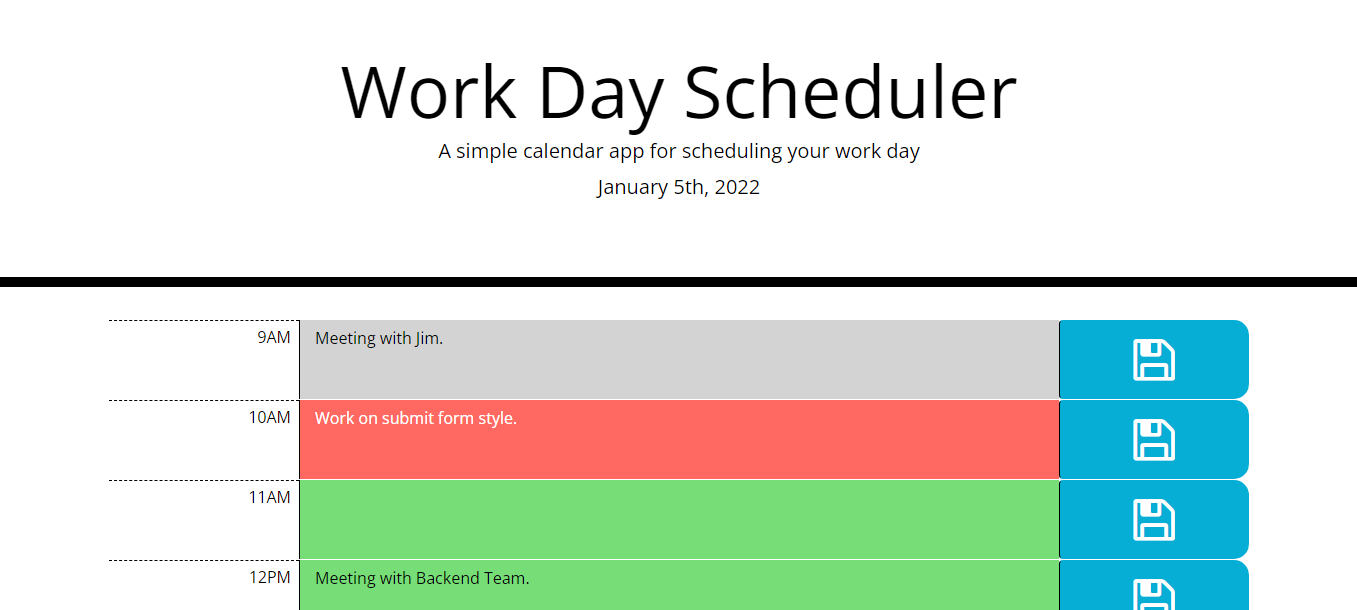 Work Day Scheduler
A simple calendar app for scheduling your work day
January 5th, 2022
9AM
Meeting with Jim.
10AM
Work on submit form style.
11AM
12PM
Meeting with Backend Team.